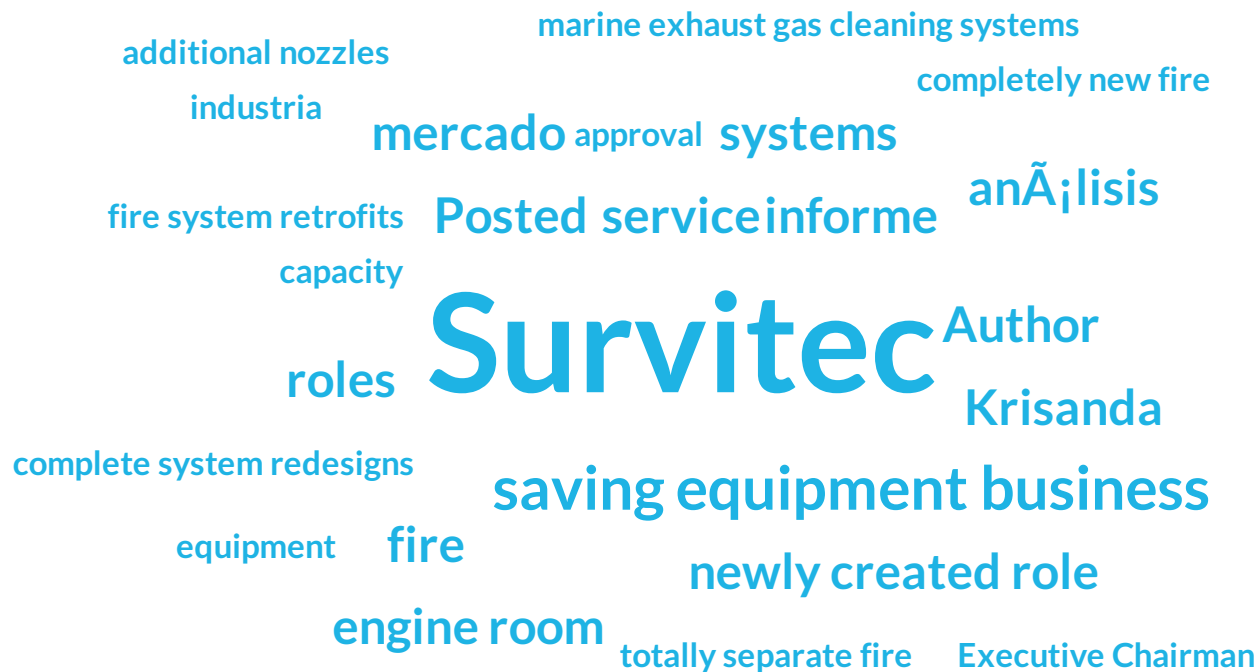 marine exhaust gas cleaning systems
additional nozzles
completely new fire
industria
mercado approval systems
anÃ¡lisis
fire system retrofits Posted service informe
capacity
Survitec
Author
roles
Krisanda
complete system redesigns
saving equipment business
equipment fire
newly created role
engine room
totally separate fire Executive Chairman